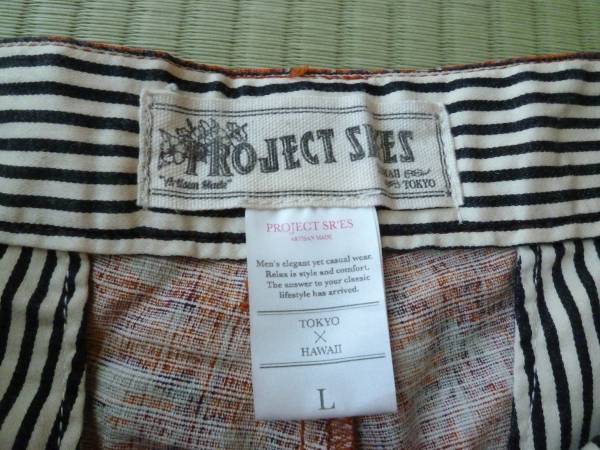 PROJECT SR'ES
"Artisan Made"
TOKYO
PROJECT SR'ES
ARTISAN MADE
Men's elegant yet casual wear.
Relax is style and comfort.
The answer to your classic
lifestyle has arrived.
TOKYO
×
HAWAII
L